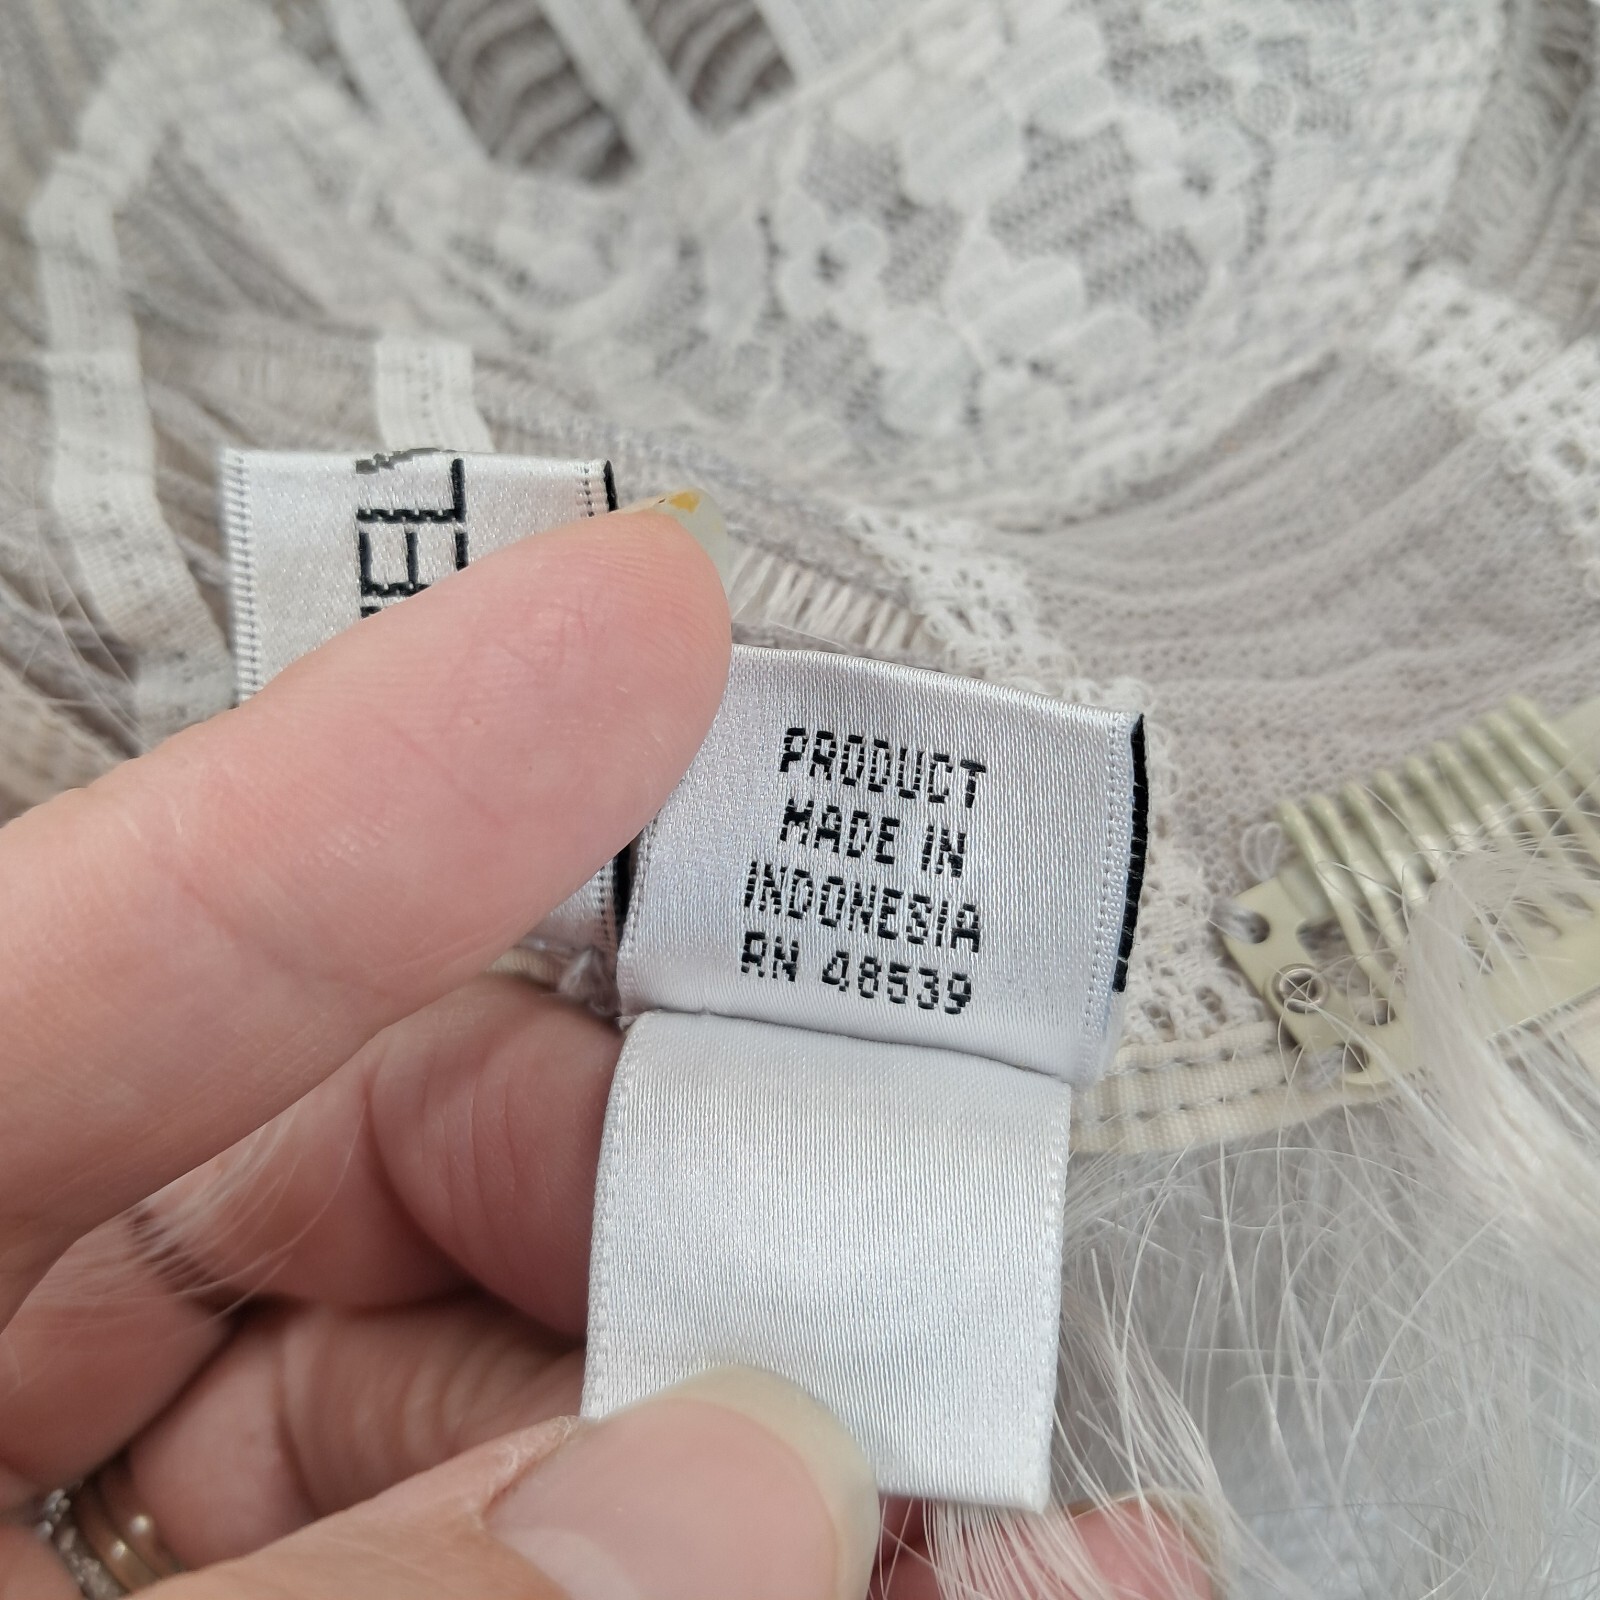 PRODUCT
MADE IN
INDONESIA
RN 48539